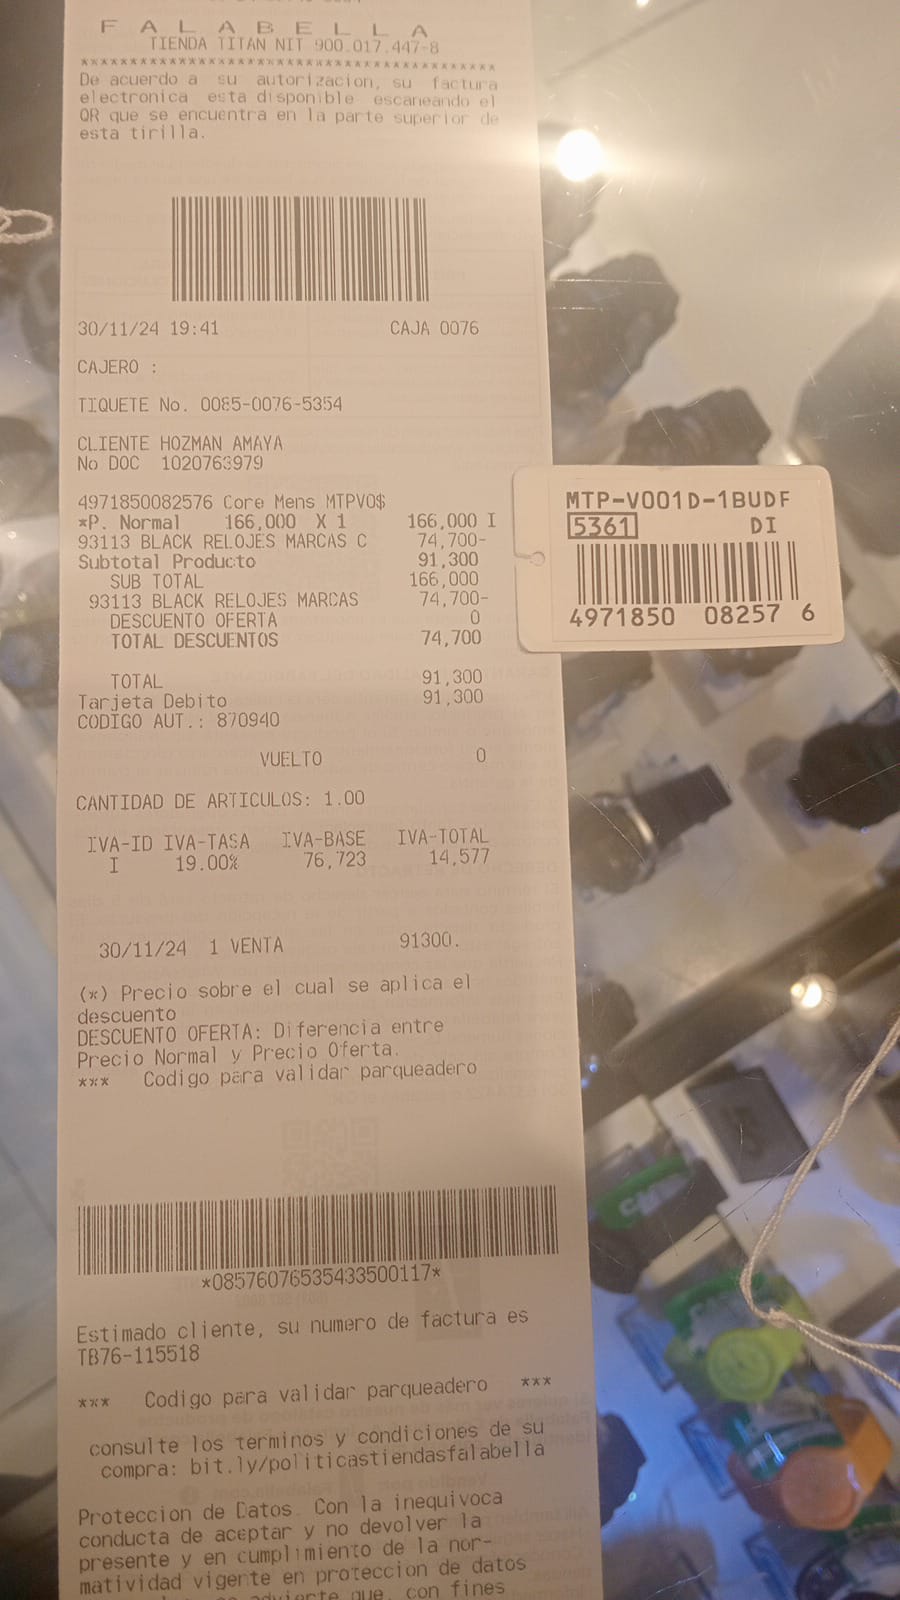 F A L A B E L L A
TIENDA TITAN NIT 900.017.447-8
**************************************************
De acuerdo a su autorizacion, su factura
electronica esta disponible escaneando el
QR que se encuentra en la parte superior de
esta tirilla.
30/11/24 19:41 CAJA 0076
CAJERO :
TIQUETE No. 0085-0076-5354
CLIENTE HOZMAN AMAYA
No DOC 1020763979
4971850082576 Core Mens MTPV0$
*P. Normal 166,000 X 1 166,000 I
93113 BLACK RELOJES MARCAS C 74,700-
Subtotal Producto 91,300
SUB TOTAL 166,000
93113 BLACK RELOJES MARCAS 74,700-
DESCUENTO OFERTA 0
TOTAL DESCUENTOS 74,700
TOTAL 91,300
Tarjeta Debito 91,300
CODIGO AUT.: 870940
VUELTO 0
CANTIDAD DE ARTICULOS: 1.00
IVA-ID IVA-TASA IVA-BASE IVA-TOTAL
I 19.00% 76,723 14,577
30/11/24 1 VENTA 91300.
(*) Precio sobre el cual se aplica el
descuento
DESCUENTO OFERTA: Diferencia entre
Precio Normal y Precio Oferta.
*** Codigo para validar parqueadero
*08576076535433500117*
Estimado cliente, su numero de factura es
TB76-115518
*** Codigo para validar parqueadero ***
consulte los terminos y condiciones de su
compra: bit.ly/politicastiendasfalabella
Proteccion de Datos. Con la inequivoca
conducta de aceptar y no devolver la
presente y en cumplimiento de la nor-
matividad vigente en proteccion de datos
advierte que, con fines
MTP-V001D-1BUDF
5361 DI
4971850 08257 6